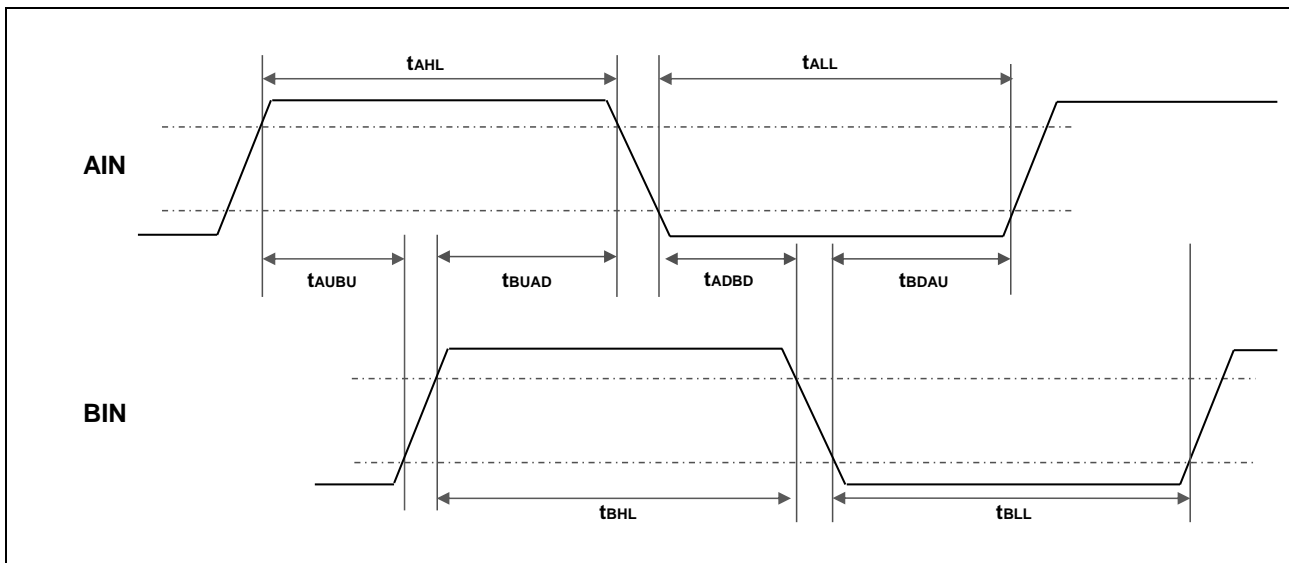 tAHL
tALL
AIN
tAUBU
tBUAD
tADBD
tBDAU
BIN
tBHL
tBLL